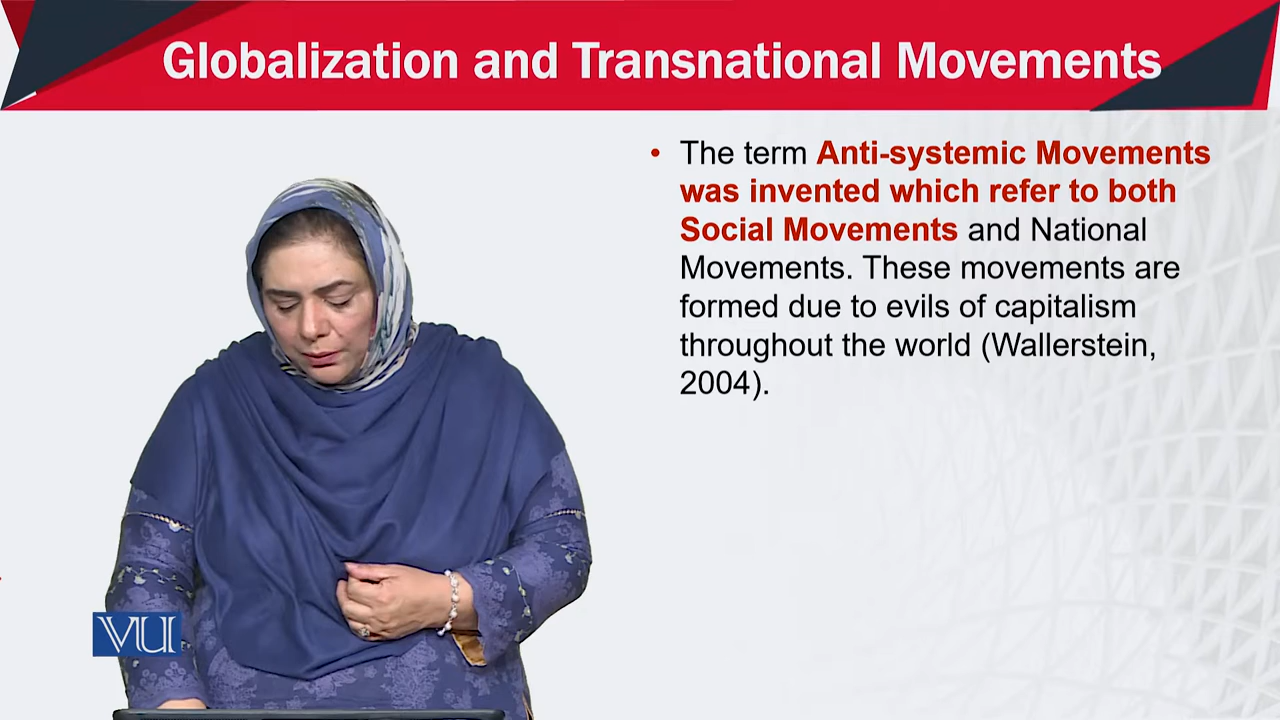 Globalization and Transnational Movements
• The term Anti-systemic Movements
was invented which refer to both
Social Movements and National
Movements. These movements are
formed due to evils of capitalism
throughout the world (Wallerstein,
2004).
VU